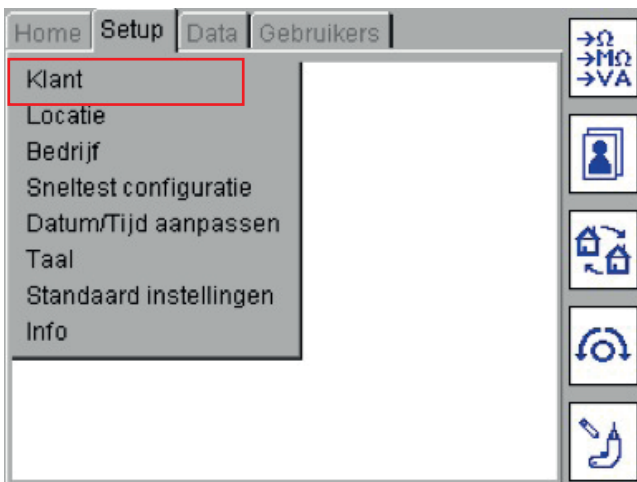 Home Setup Data Gebruikers
Klant
Locatie
Bedrijf
Sneltest configuratie
Datum/Tijd aanpassen
Taal
Standaard instellingen
Info
→Ω
→MΩ
→VA